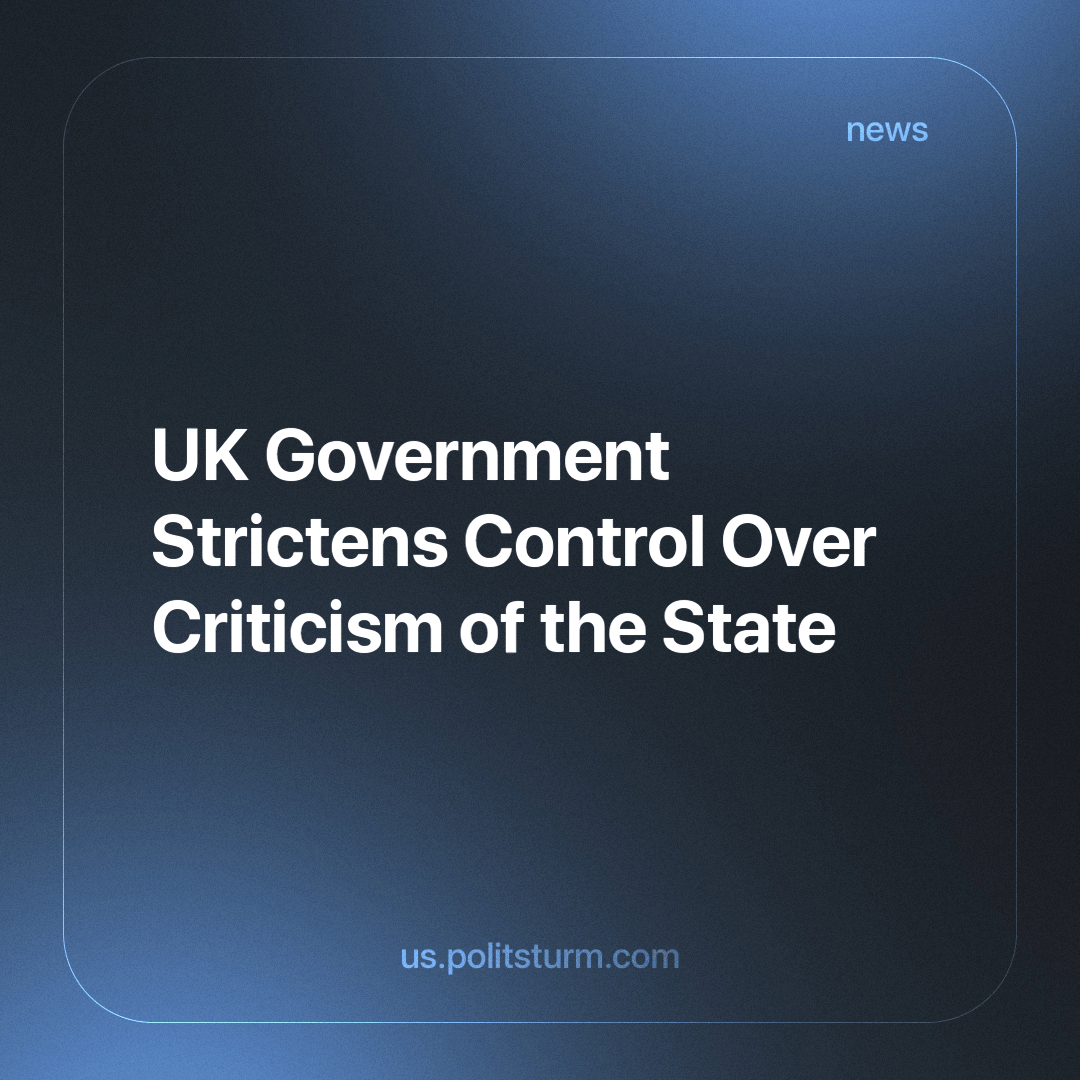 news
UK Government
Strictens Control Over
Criticism of the State
us.politsturm.com